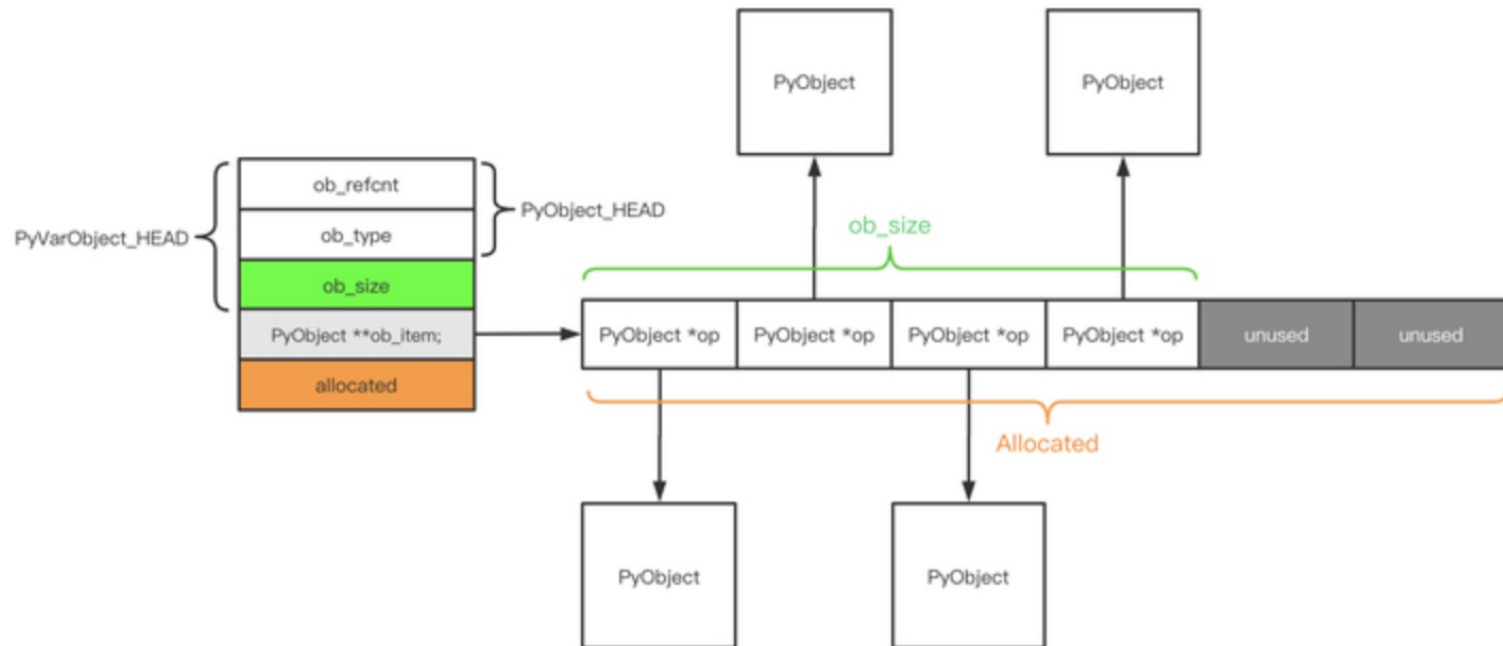 PyObject
PyObject
ob_refcnt
PyObject_HEAD
ob_type
PyVarObject_HEAD
ob_size
ob_size
PyObject **ob_item;
PyObject *op
PyObject *op
PyObject *op
PyObject *op
unused
unused
allocated
Allocated
PyObject
PyObject